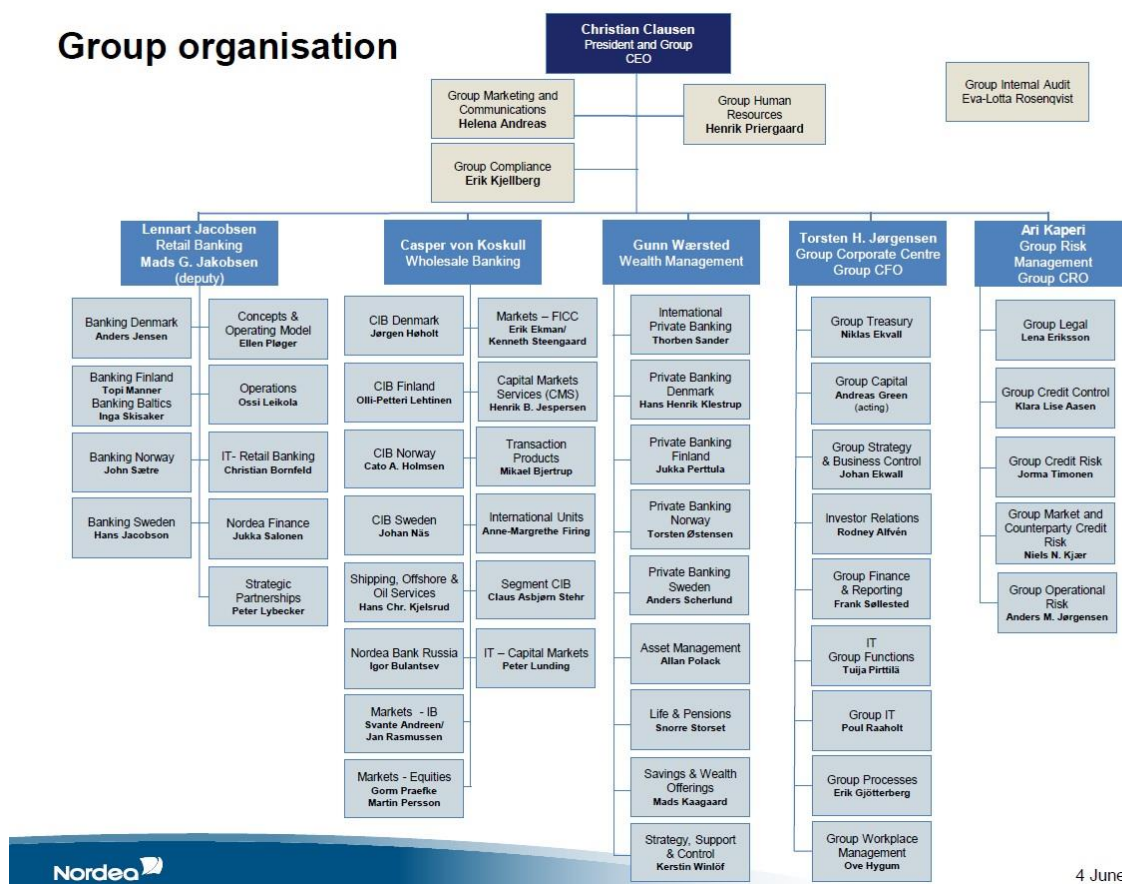 Group organisation
Christian Clausen
President and Group
CEO
Group Marketing and
Communications
Helena Andreas
Group Human
Resources
Henrik Priergaard
Group Internal Audit
Eva-Lotta Rosenqvist
Group Compliance
Erik Kjellberg
Lennart Jacobsen
Retail Banking
Mads G. Jakobsen
(deputy)
Banking Denmark
Anders Jensen
Banking Finland
Topi Manner
Banking Baltics
Inga Skisaker
Banking Norway
John Sætre
Banking Sweden
Hans Jacobson
Concepts &
Operating Model
Ellen Pløger
Operations
Ossi Leikola
IT- Retail Banking
Christian Bornfeld
Nordea Finance
Jukka Salonen
Strategic
Partnerships
Peter Lybecker
Casper von Koskull
Wholesale Banking
CIB Denmark
Jørgen Høholt
CIB Finland
Olli-Petteri Lehtinen
CIB Norway
Cato A. Holmsen
CIB Sweden
Johan Näs
Shipping, Offshore &
Oil Services
Hans Chr. Kjelsrud
Nordea Bank Russia
Igor Bulantsev
Markets - IB
Svante Andreen/
Jan Rasmussen
Markets - Equities
Gorm Praefke
Martin Persson
Markets – FICC
Erik Ekman/
Kenneth Steengaard
Capital Markets
Services (CMS)
Henrik B. Jespersen
Transaction
Products
Mikael Bjertrup
International Units
Anne-Margrethe Firing
Segment CIB
Claus Asbjørn Stehr
IT – Capital Markets
Peter Lunding
Gunn Wærsted
Wealth Management
International
Private Banking
Thorben Sander
Private Banking
Denmark
Hans Henrik Klestrup
Private Banking
Finland
Jukka Perttula
Private Banking
Norway
Torsten Østensen
Private Banking
Sweden
Anders Scherlund
Asset Management
Allan Polack
Life & Pensions
Snorre Storset
Savings & Wealth
Offerings
Mads Kaagaard
Strategy, Support
& Control
Kerstin Winlöf
Torsten H. Jørgensen
Group Corporate Centre
Group CFO
Group Treasury
Niklas Ekvall
Group Capital
Andreas Green
(acting)
Group Strategy
& Business Control
Johan Ekwall
Investor Relations
Rodney Alfvén
Group Finance
& Reporting
Frank Søllested
IT
Group Functions
Tuija Pirttilä
Group IT
Poul Raaholt
Group Processes
Erik Gjötterberg
Group Workplace
Management
Ove Hygum
Ari Kaperi
Group Risk
Management
Group CRO
Group Legal
Lena Eriksson
Group Credit Control
Klara Lise Aasen
Group Credit Risk
Jorma Timonen
Group Market and
Counterparty Credit
Risk
Niels N. Kjær
Group Operational
Risk
Anders M. Jørgensen
Nordea
4 June